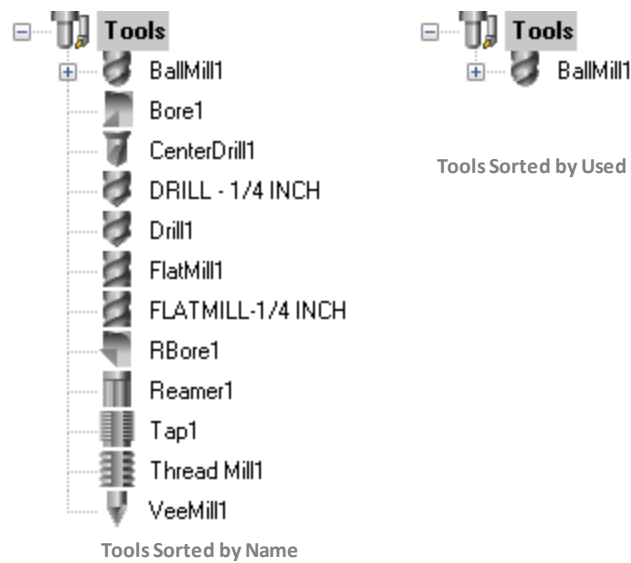 Tools
BallMill1
Bore1
CenterDrill1
DRILL - 1/4 INCH
Drill1
FlatMill1
FLATMILL-1/4 INCH
RBore1
Reamer1
Tap1
Thread Mill1
VeeMill1
Tools Sorted by Name
Tools
BallMill1
Tools Sorted by Used